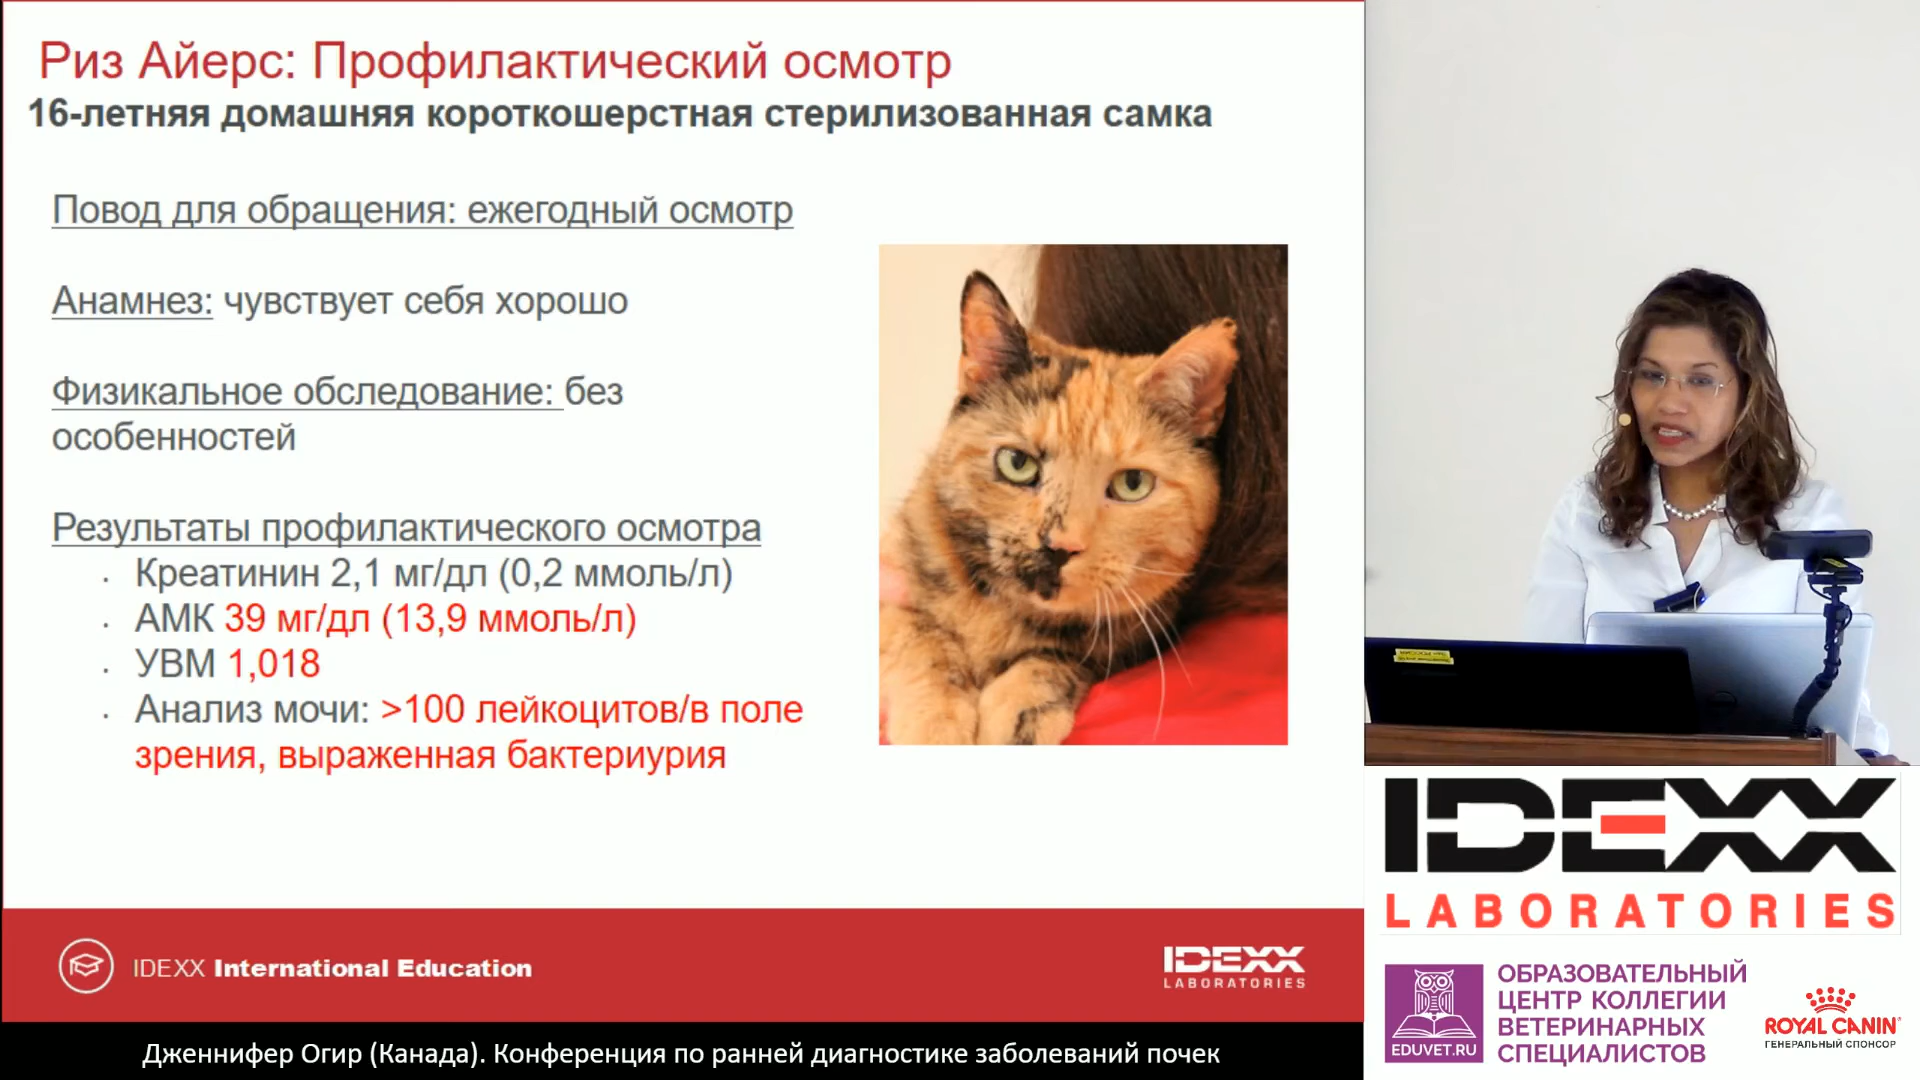 Риз Айерс: Профилактический осмотр
16-летняя домашняя короткошерстная стерилизованная самка
Повод для обращения: ежегодный осмотр
Анамнез: чувствует себя хорошо
Физикальное обследование: без
особенностей
Результаты профилактического осмотра
· Креатинин 2,1 мг/дл (0,2 ммоль/л)
· АМК 39 мг/дл (13,9 ммоль/л)
· УВМ 1,018
· Анализ мочи: >100 лейкоцитов/в поле
зрения, выраженная бактериурия
IDEXX International Education
IDEXX
LABORATORIES
Дженнифер Огир (Канада). Конференция по ранней диагностике заболеваний почек
IDEXX
LABORATORIES
EDUVET.RU
ОБРАЗОВАТЕЛЬНЫЙ
ЦЕНТР КОЛЛЕГИИ
ВЕТЕРИНАРНЫХ
СПЕЦИАЛИСТОВ
ROYAL CANIN
ГЕНЕРАЛЬНЫЙ СПОНСОР